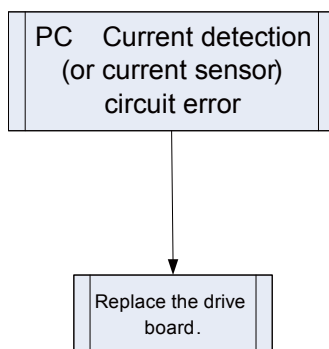 PC Current detection
(or current sensor)
circuit error
Replace the drive
board.